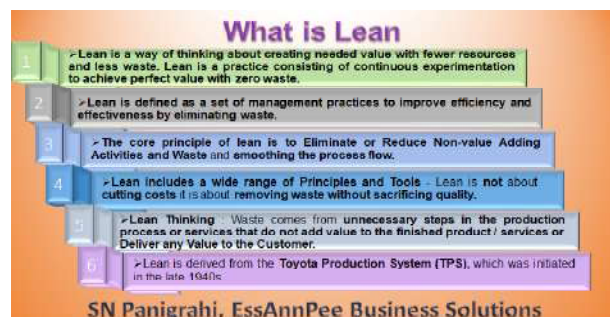 What is Lean
1
➢Lean is a way of thinking about creating needed value with fewer resources
and less waste. Lean is a practice consisting of continuous experimentation
to achieve perfect value with zero waste.
2
➢Lean is defined as a set of management practices to improve efficiency and
effectiveness by eliminating waste.
3
➢The core principle of lean is to Eliminate or Reduce Non-value Adding
Activities and Waste and smoothing the process flow.
4
➢Lean includes a wide range of Principles and Tools - Lean is not about
cutting costs it is about removing waste without sacrificing quality.
5
➢Lean Thinking : Waste comes from unnecessary steps in the production
process or services that do not add value to the finished product / services or
Deliver any Value to the Customer.
6
➢Lean is derived from the Toyota Production System (TPS), which was initiated
in the late 1940s
SN Panigrahi, EssAnnPee Business Solutions